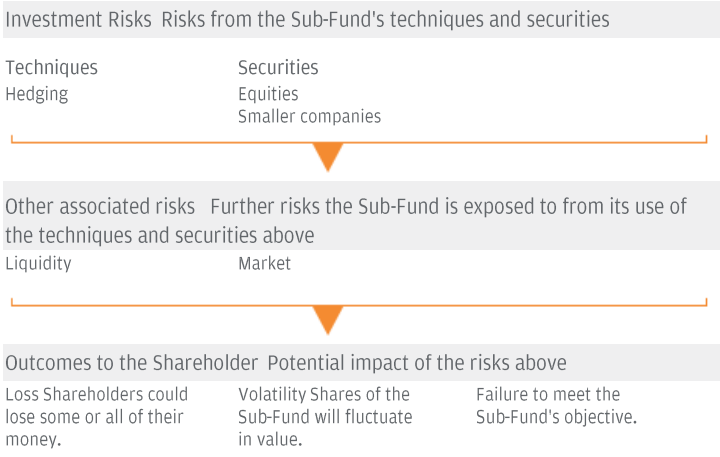 Investment Risks Risks from the Sub-Fund's techniques and securities
Techniques
Hedging
Securities
Equities
Smaller companies
Other associated risks Further risks the Sub-Fund is exposed to from its use of
the techniques and securities above
Liquidity
Market
Outcomes to the Shareholder Potential impact of the risks above
Loss Shareholders could
lose some or all of their
money.
Volatility Shares of the
Sub-Fund will fluctuate
in value.
Failure to meet the
Sub-Fund's objective.